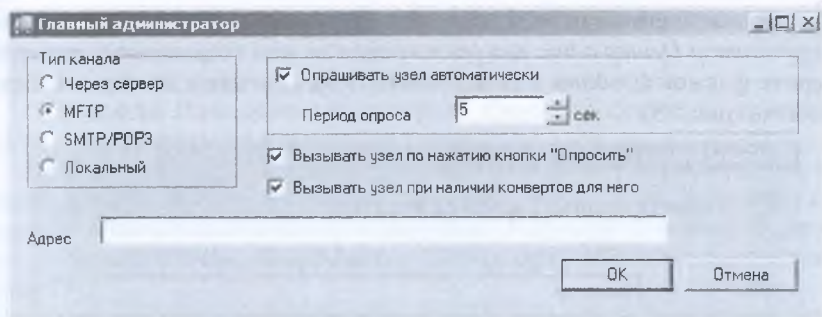 Главный администратор
Тип канала
Через сервер
MFTP
SMTP/POP3
Локальный
Опрашивать узел автоматически
Период опроса 5 сек.
Вызывать узел по нажатию кнопки "Опросить"
Вызывать узел при наличии конвертов для него
Адрес
OK Отмена